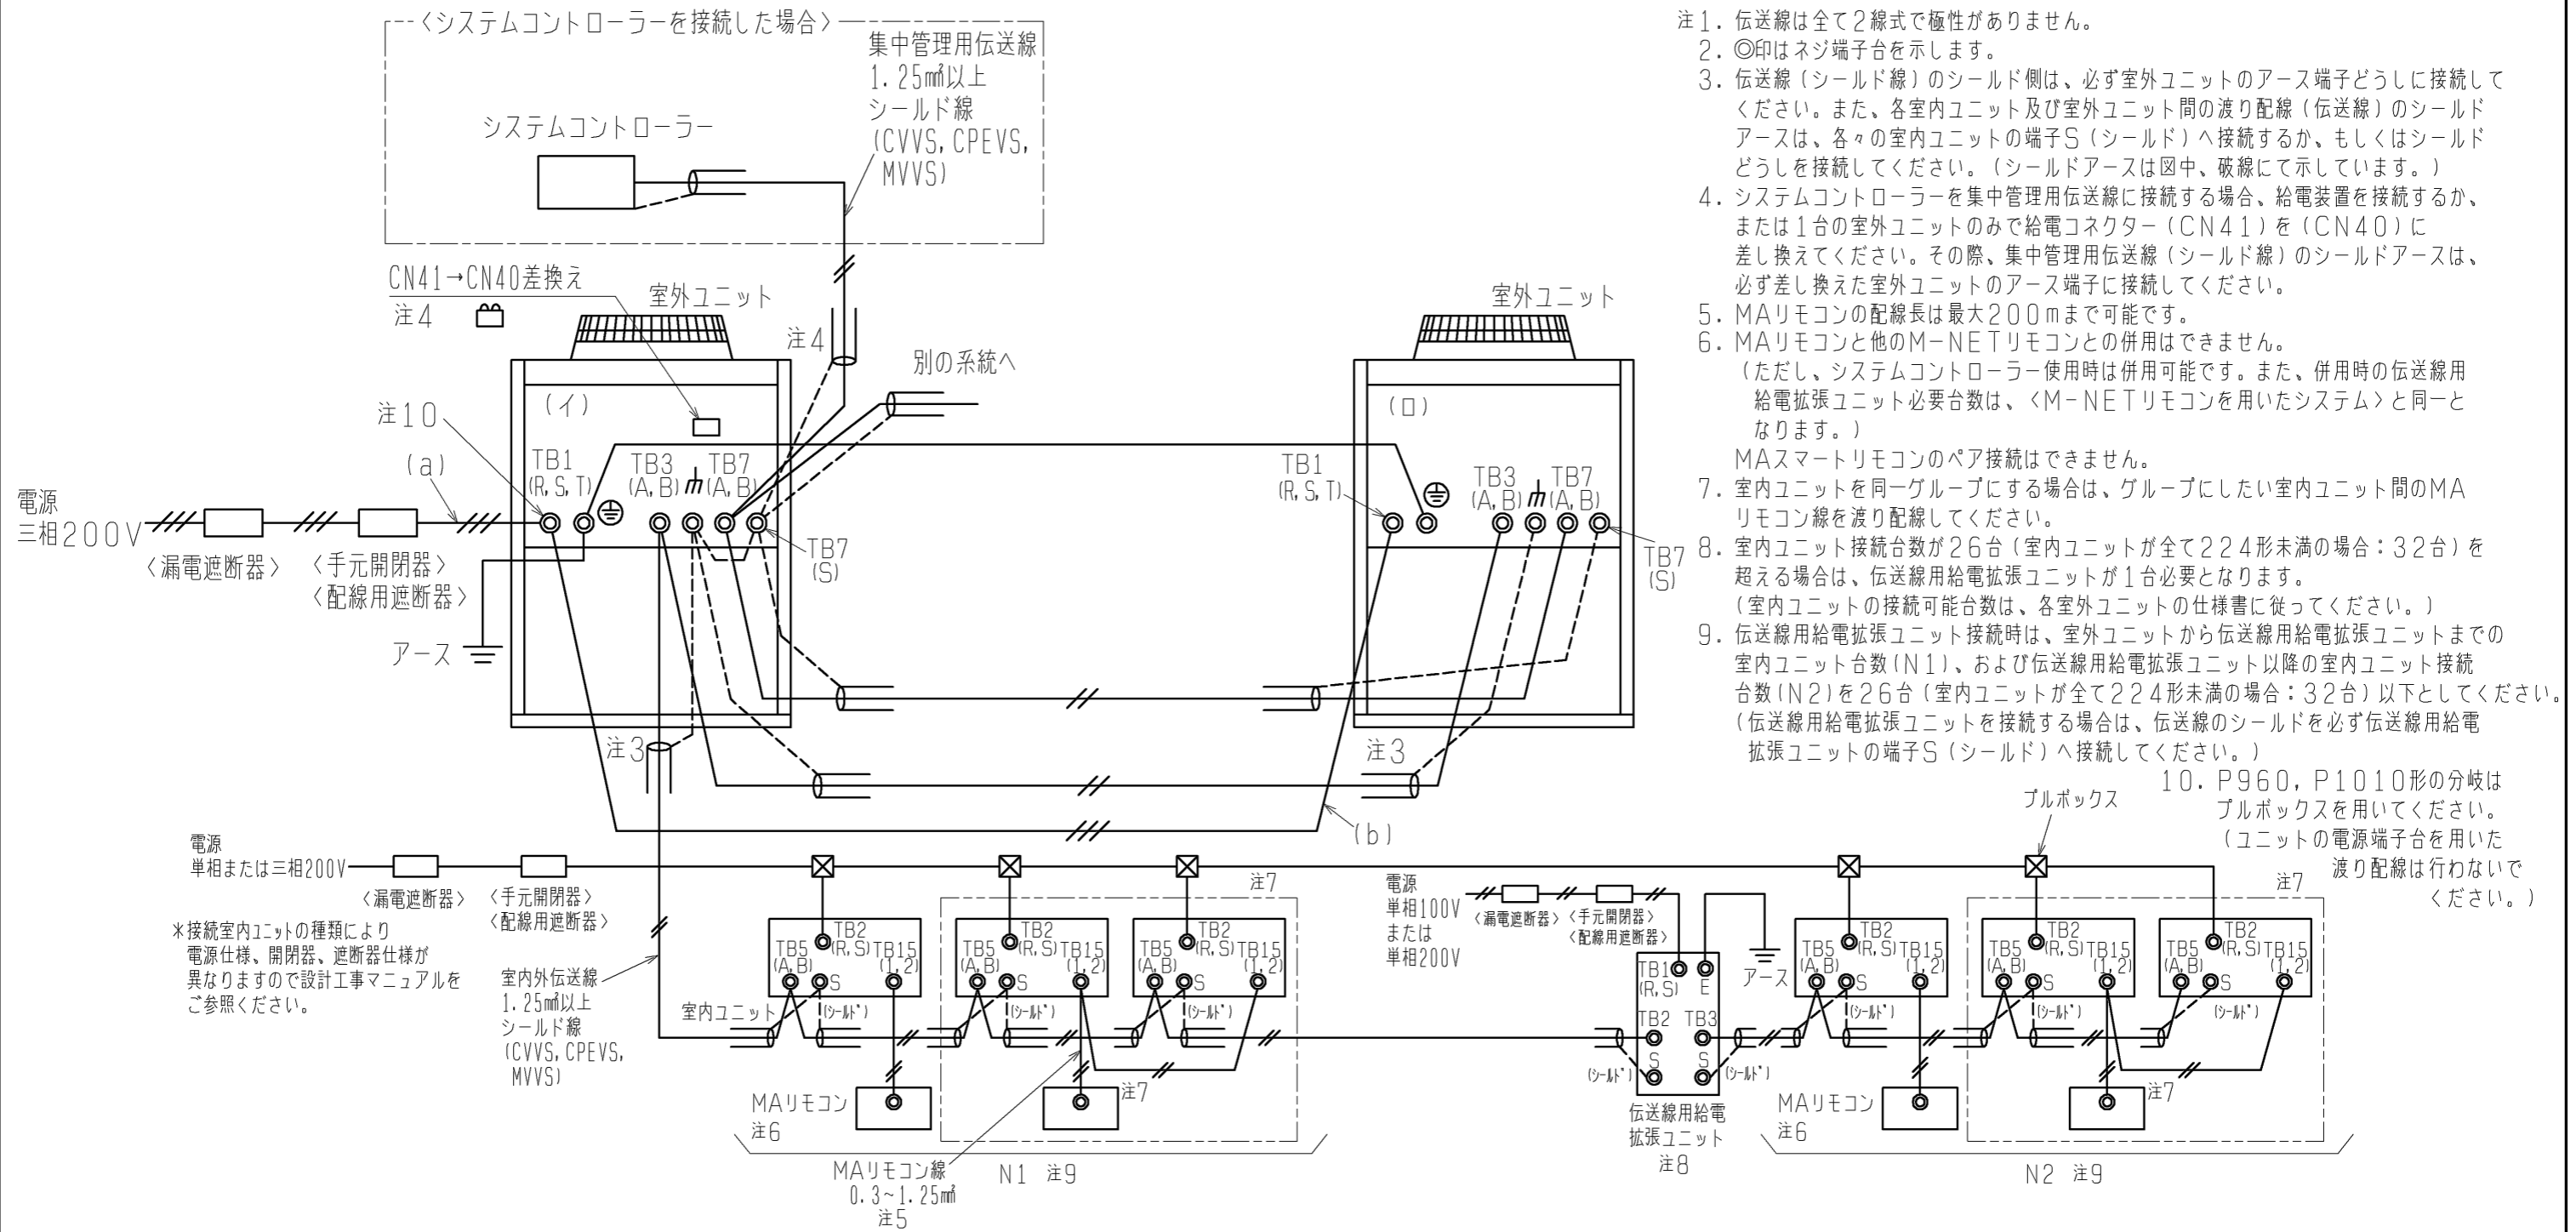 〈システムコントローラーを接続した場合〉
集中管理用伝送線
1.25㎟以上
シールド線
(CVVS,CPEVS,
MVVS)
システムコントローラー
CN41→CN40差換え
注4
室外ユニット
注4
別の系統へ
室外ユニット
(イ)
(ロ)
注10
(a)
TB1
(R,S,T)
TB3
(A,B)
TB7
(A,B)
TB7
(S)
TB1
(R,S,T)
TB3
(A,B)
TB7
(A,B)
TB7
(S)
電源
三相200V
〈漏電遮断器〉
〈手元開閉器〉
〈配線用遮断器〉
アース
注3
注3
(b)
注1. 伝送線は全て2線式で極性がありません。
2. ◎印はネジ端子台を示します。
3. 伝送線(シールド線)のシールド側は、必ず室外ユニットのアース端子どうしに接続して
ください。また、各室内ユニット及び室外ユニット間の渡り配線(伝送線)のシールド
アースは、各々の室内ユニットの端子S(シールド)へ接続するか、もしくはシールド
どうしを接続してください。(シールドアースは図中、破線にて示しています。)
4. システムコントローラーを集中管理用伝送線に接続する場合、給電装置を接続するか、
または1台の室外ユニットのみで給電コネクター(CN41)を(CN40)に
差し換えてください。その際、集中管理用伝送線(シールド線)のシールドアースは、
必ず差し換えた室外ユニットのアース端子に接続してください。
5. MAリモコンの配線長は最大200mまで可能です。
6. MAリモコンと他のM-NETリモコンとの併用はできません。
(ただし、システムコントローラー使用時は併用可能です。また、併用時の伝送線用
給電拡張ユニット必要台数は、〈M-NETリモコンを用いたシステム〉と同一と
なります。)
MAスマートリモコンのペア接続はできません。
7. 室内ユニットを同一グループにする場合は、グループにしたい室内ユニット間のMA
リモコン線を渡り配線してください。
8. 室内ユニット接続台数が26台(室内ユニットが全て224形未満の場合:32台)を
超える場合は、伝送線用給電拡張ユニットが1台必要となります。
(室内ユニットの接続可能台数は、各室外ユニットの仕様書に従ってください。)
9. 伝送線用給電拡張ユニット接続時は、室外ユニットから伝送線用給電拡張ユニットまでの
室内ユニット台数(N1)、および伝送線用給電拡張ユニット以降の室内ユニット接続
台数(N2)を26台(室内ユニットが全て224形未満の場合:32台)以下としてください。
(伝送線用給電拡張ユニットを接続する場合は、伝送線のシールドを必ず伝送線用給電
拡張ユニットの端子S(シールド)へ接続してください。)
10. P960,P1010形の分岐は
プルボックスを用いてください。
(ユニットの電源端子台を用いた
渡り配線は行わないで
ください。)
プルボックス
電源
単相または三相200V
〈漏電遮断器〉
〈手元開閉器〉
〈配線用遮断器〉
*接続室内ユニットの種類により
電源仕様、開閉器、遮断器仕様が
異なりますので設計工事マニュアルを
ご参照ください。
室内外伝送線
1.25㎟以上
シールド線
(CVVS,CPEVS,
MVVS)
室内ユニット
TB5
(A,B)
TB2
(R,S)
TB15
(1,2)
S
(シールド)
注7
TB5
(A,B)
TB2
(R,S)
TB15
(1,2)
S
(シールド)
TB5
(A,B)
TB2
(R,S)
TB15
(1,2)
S
(シールド)
MAリモコン
注6
注7
MAリモコン線
0.3~1.25㎟
注5
N1 注9
電源
単相100V
または
単相200V
〈漏電遮断器〉
〈手元開閉器〉
〈配線用遮断器〉
アース
TB1
(R,S)
E
TB2
TB3
S
S
(シールド)
(シールド)
伝送線用給電
拡張ユニット
注8
TB5
(A,B)
TB2
(R,S)
TB15
(1,2)
S
(シールド)
注7
TB5
(A,B)
TB2
(R,S)
TB15
(1,2)
S
(シールド)
TB5
(A,B)
TB2
(R,S)
TB15
(1,2)
S
(シールド)
MAリモコン
注6
注7
N2 注9